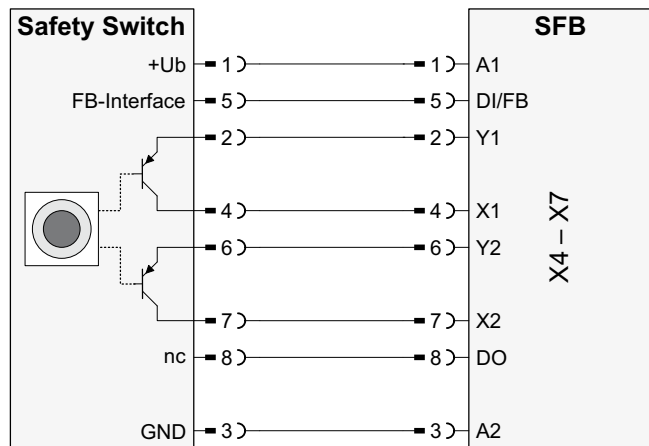 Safety Switch SFB
+Ub 1 1 A1
FB-Interface 5 5 DI/FB
2 2 Y1
4 4 X1
6 6 Y2
X4 – X7
7 7 X2
nc 8 8 DO
GND 3 3 A2